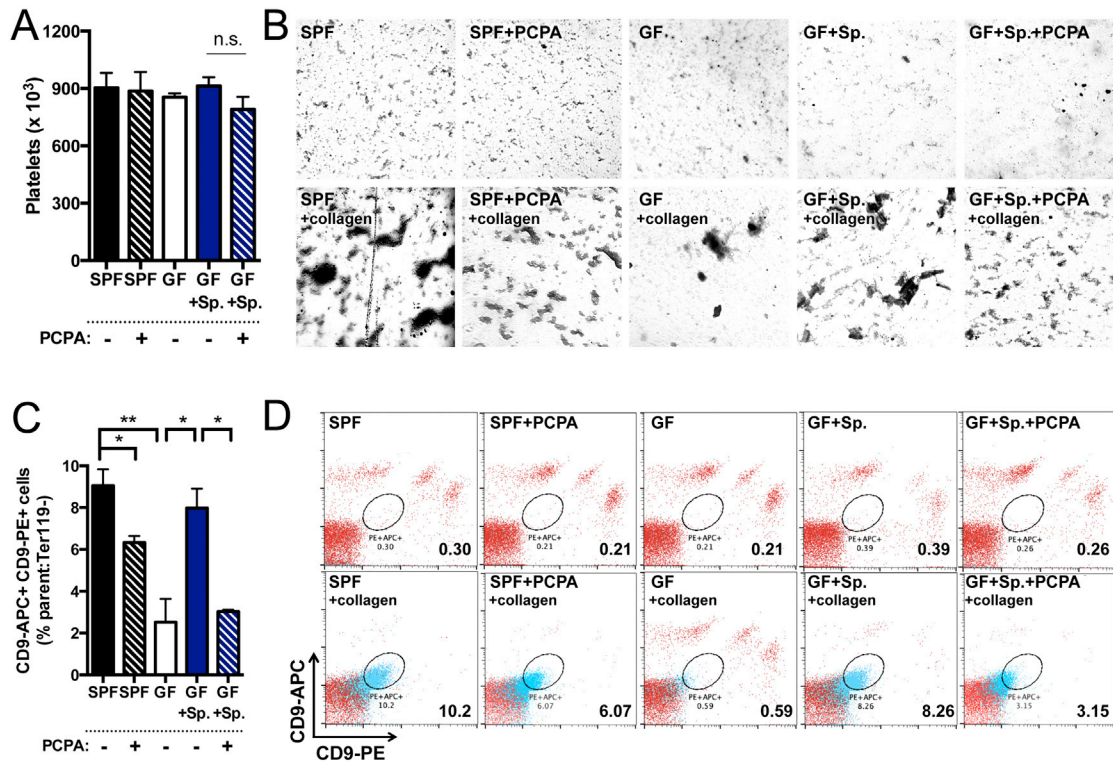 A
1200
900
600
300
0
Platelets (x 10³)
n.s.
SPF SPF GF GF GF
+Sp. +Sp.
PCPA: - + - - +
B
SPF
SPF+PCPA
GF
GF+Sp.
GF+Sp.+PCPA
SPF
+collagen
SPF+PCPA
+collagen
GF
+collagen
GF+Sp.
+collagen
GF+Sp.+PCPA
+collagen
C
**
*
*
*
10
8
6
4
2
0
CD9-APC+ CD9-PE+ cells
(% parent:Ter119-)
SPF SPF GF GF GF
+Sp. +Sp.
PCPA: - + - - +
D
SPF
PE+APC+
0.30
0.30
SPF+PCPA
PE+APC+
0.21
0.21
GF
PE+APC+
0.21
0.21
GF+Sp.
PE+APC+
0.39
0.39
GF+Sp.+PCPA
PE+APC+
0.26
0.26
SPF
+collagen
PE+APC+
10.2
10.2
SPF+PCPA
+collagen
PE+APC+
6.07
6.07
GF
+collagen
PE+APC+
0.59
0.59
GF+Sp.
+collagen
PE+APC+
8.26
8.26
GF+Sp.+PCPA
+collagen
PE+APC+
3.15
3.15
CD9-APC
CD9-PE